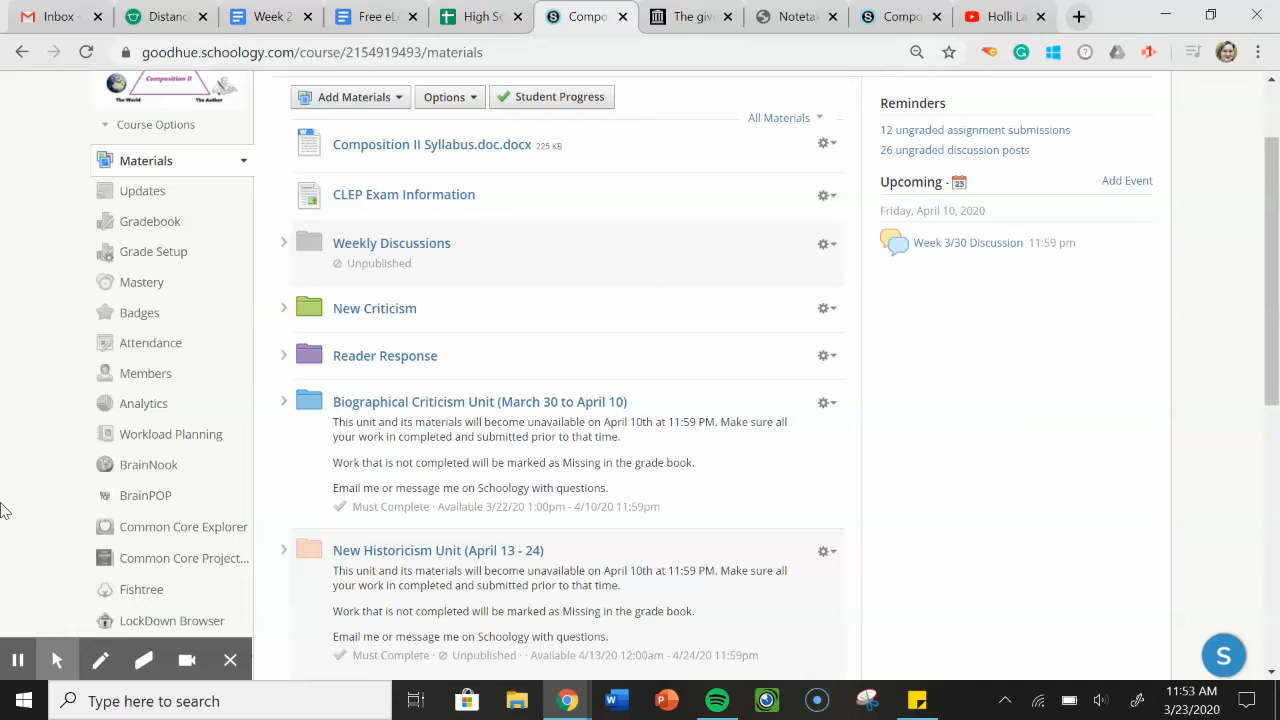 Inbox
Distan
Week 2
Free eL
High Sc
Compo
The gr
Notetak
Compo
Holli La
goodhue.schoology.com/course/2154919493/materials
Composition II
The World
The Author
Course Options
Materials
Updates
Gradebook
Grade Setup
Mastery
Badges
Attendance
Members
Analytics
Workload Planning
BrainNook
BrainPOP
Common Core Explorer
Common Core Project...
Fishtree
LockDown Browser
Add Materials
Options
Student Progress
All Materials
Composition II Syllabus.doc.docx 225 KB
CLEP Exam Information
Weekly Discussions
Unpublished
New Criticism
Reader Response
Biographical Criticism Unit (March 30 to April 10)
This unit and its materials will become unavailable on April 10th at 11:59 PM. Make sure all
your work in completed and submitted prior to that time.
Work that is not completed will be marked as Missing in the grade book.
Email me or message me on Schoology with questions.
Must Complete · Available 3/22/20 1:00pm - 4/10/20 11:59pm
New Historicism Unit (April 13 - 24)
This unit and its materials will become unavailable on April 10th at 11:59 PM. Make sure all
your work in completed and submitted prior to that time.
Work that is not completed will be marked as Missing in the grade book.
Email me or message me on Schoology with questions.
Must Complete · Unpublished · · Available 4/13/20 12:00am - 4/24/20 11:59pm
Reminders
12 ungraded assignment submissions
26 ungraded discussion posts
Upcoming · 23
Add Event
Friday, April 10, 2020
Week 3/30 Discussion 11:59 pm
S
Type here to search
11:53 AM
3/23/2020